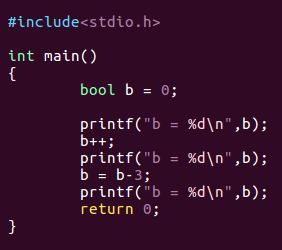 #include<stdio.h>
int main()
{
bool b = 0;
printf("b = %d\n",b);
b++;
printf("b = %d\n",b);
b = b-3;
printf("b = %d\n",b);
return 0;
}